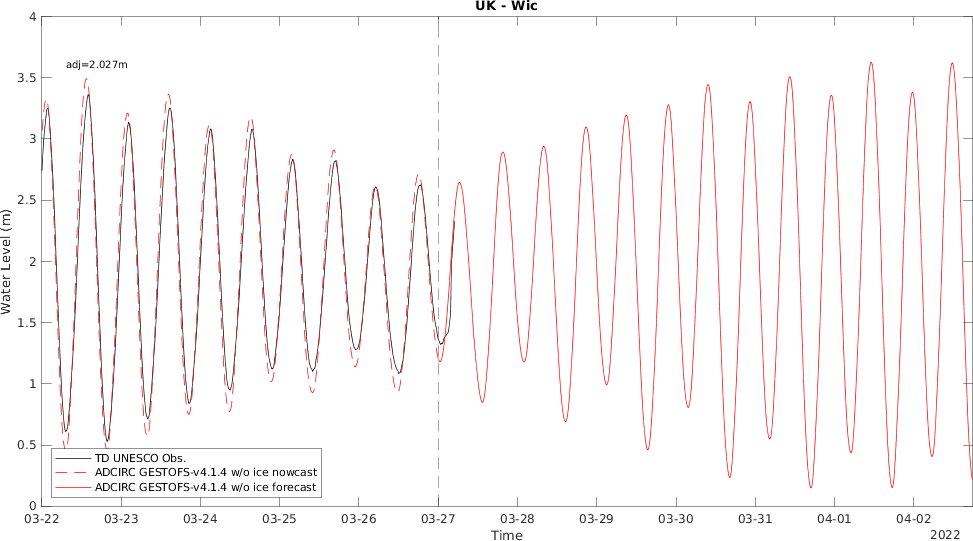 UK - Wic
adj=2.027m
Water Level (m)
4
3.5
3
2.5
2
1.5
1
0.5
0
TD UNESCO Obs.
ADCIRC GESTOFS-v4.1.4 w/o ice nowcast
ADCIRC GESTOFS-v4.1.4 w/o ice forecast
03-22 03-23 03-24 03-25 03-26 03-27 03-28 03-29 03-30 03-31 04-01 04-02
Time
2022